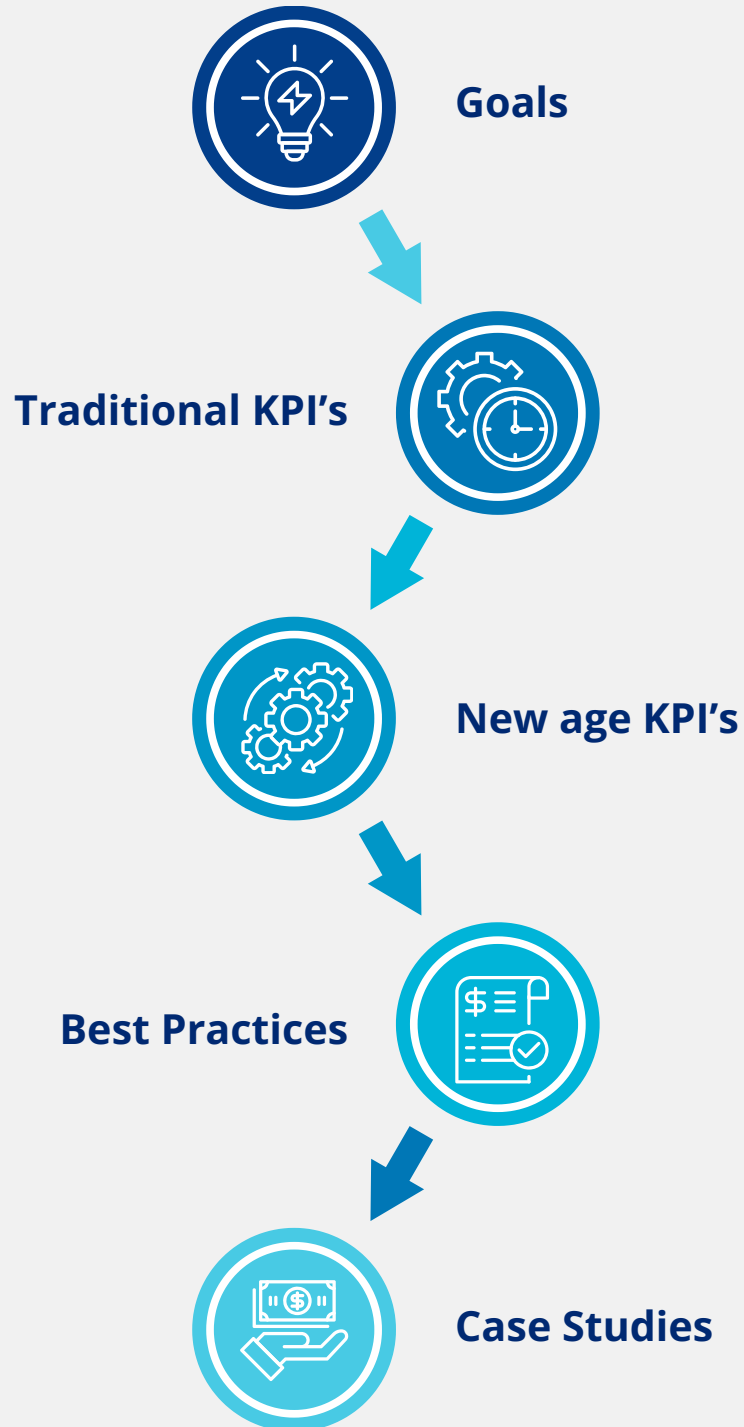 Goals
Traditional KPI’s
New age KPI’s
$
Best Practices
$
Case Studies